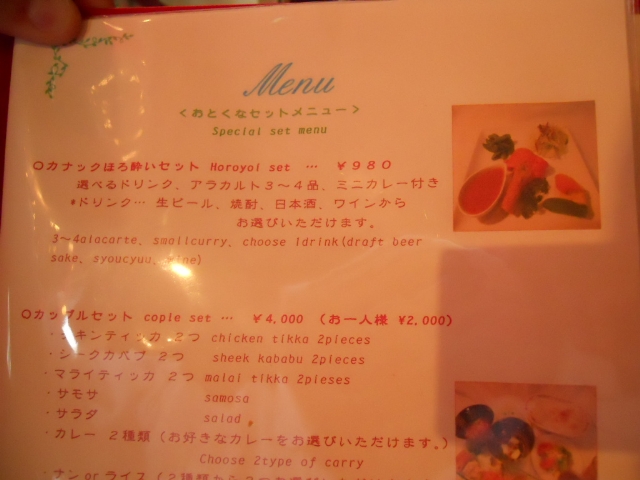 Menu
＜おとくなセットメニュー＞
Special set menu
○カナックほろ酔いセット Horoyoi set … ￥９８０
選べるドリンク、アラカルト３～４品、ミニカレー付き
*ドリンク… 生ビール、焼酎、日本酒、ワインから
お選びいただけます。
3～4alacarte、smallcurry、choose 1drink(draft beer
sake、syoucyuu、wine)
○カップルセット cople set … ￥4,000 (お一人様 ¥2,000)
・チキンティッカ ２つ chicken tikka 2pieces
・シークカバブ ２つ sheek kababu 2pieces
・マライティッカ ２つ malai tikka 2pieses
・サモサ samosa
・サラダ salad
・カレー ２種類 (お好きなカレーをお選びいただけます。)
Choose 2type of carry
・ナン or ライス